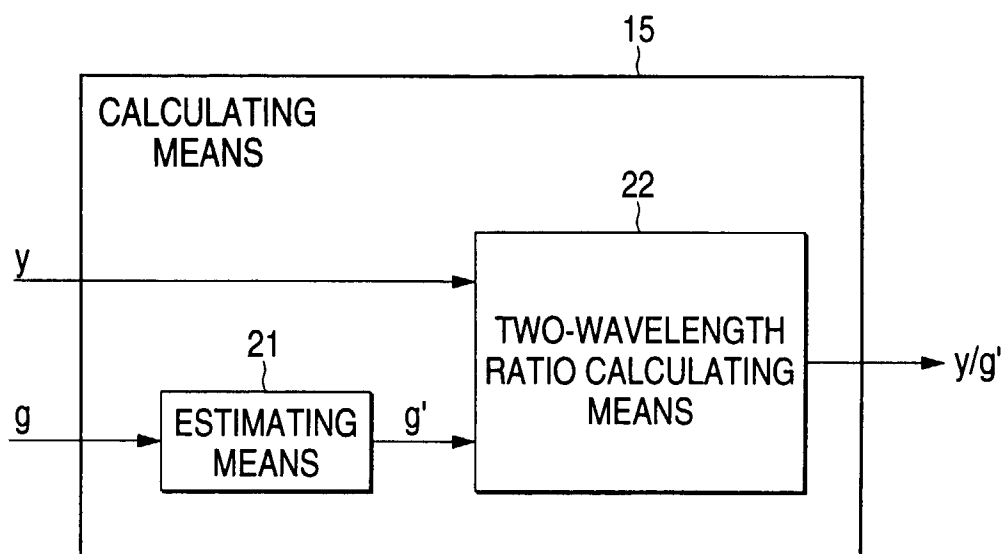 15
CALCULATING
MEANS
22
y
TWO-WAVELENGTH
RATIO CALCULATING
MEANS
y/g'
21
g
ESTIMATING
MEANS
g'